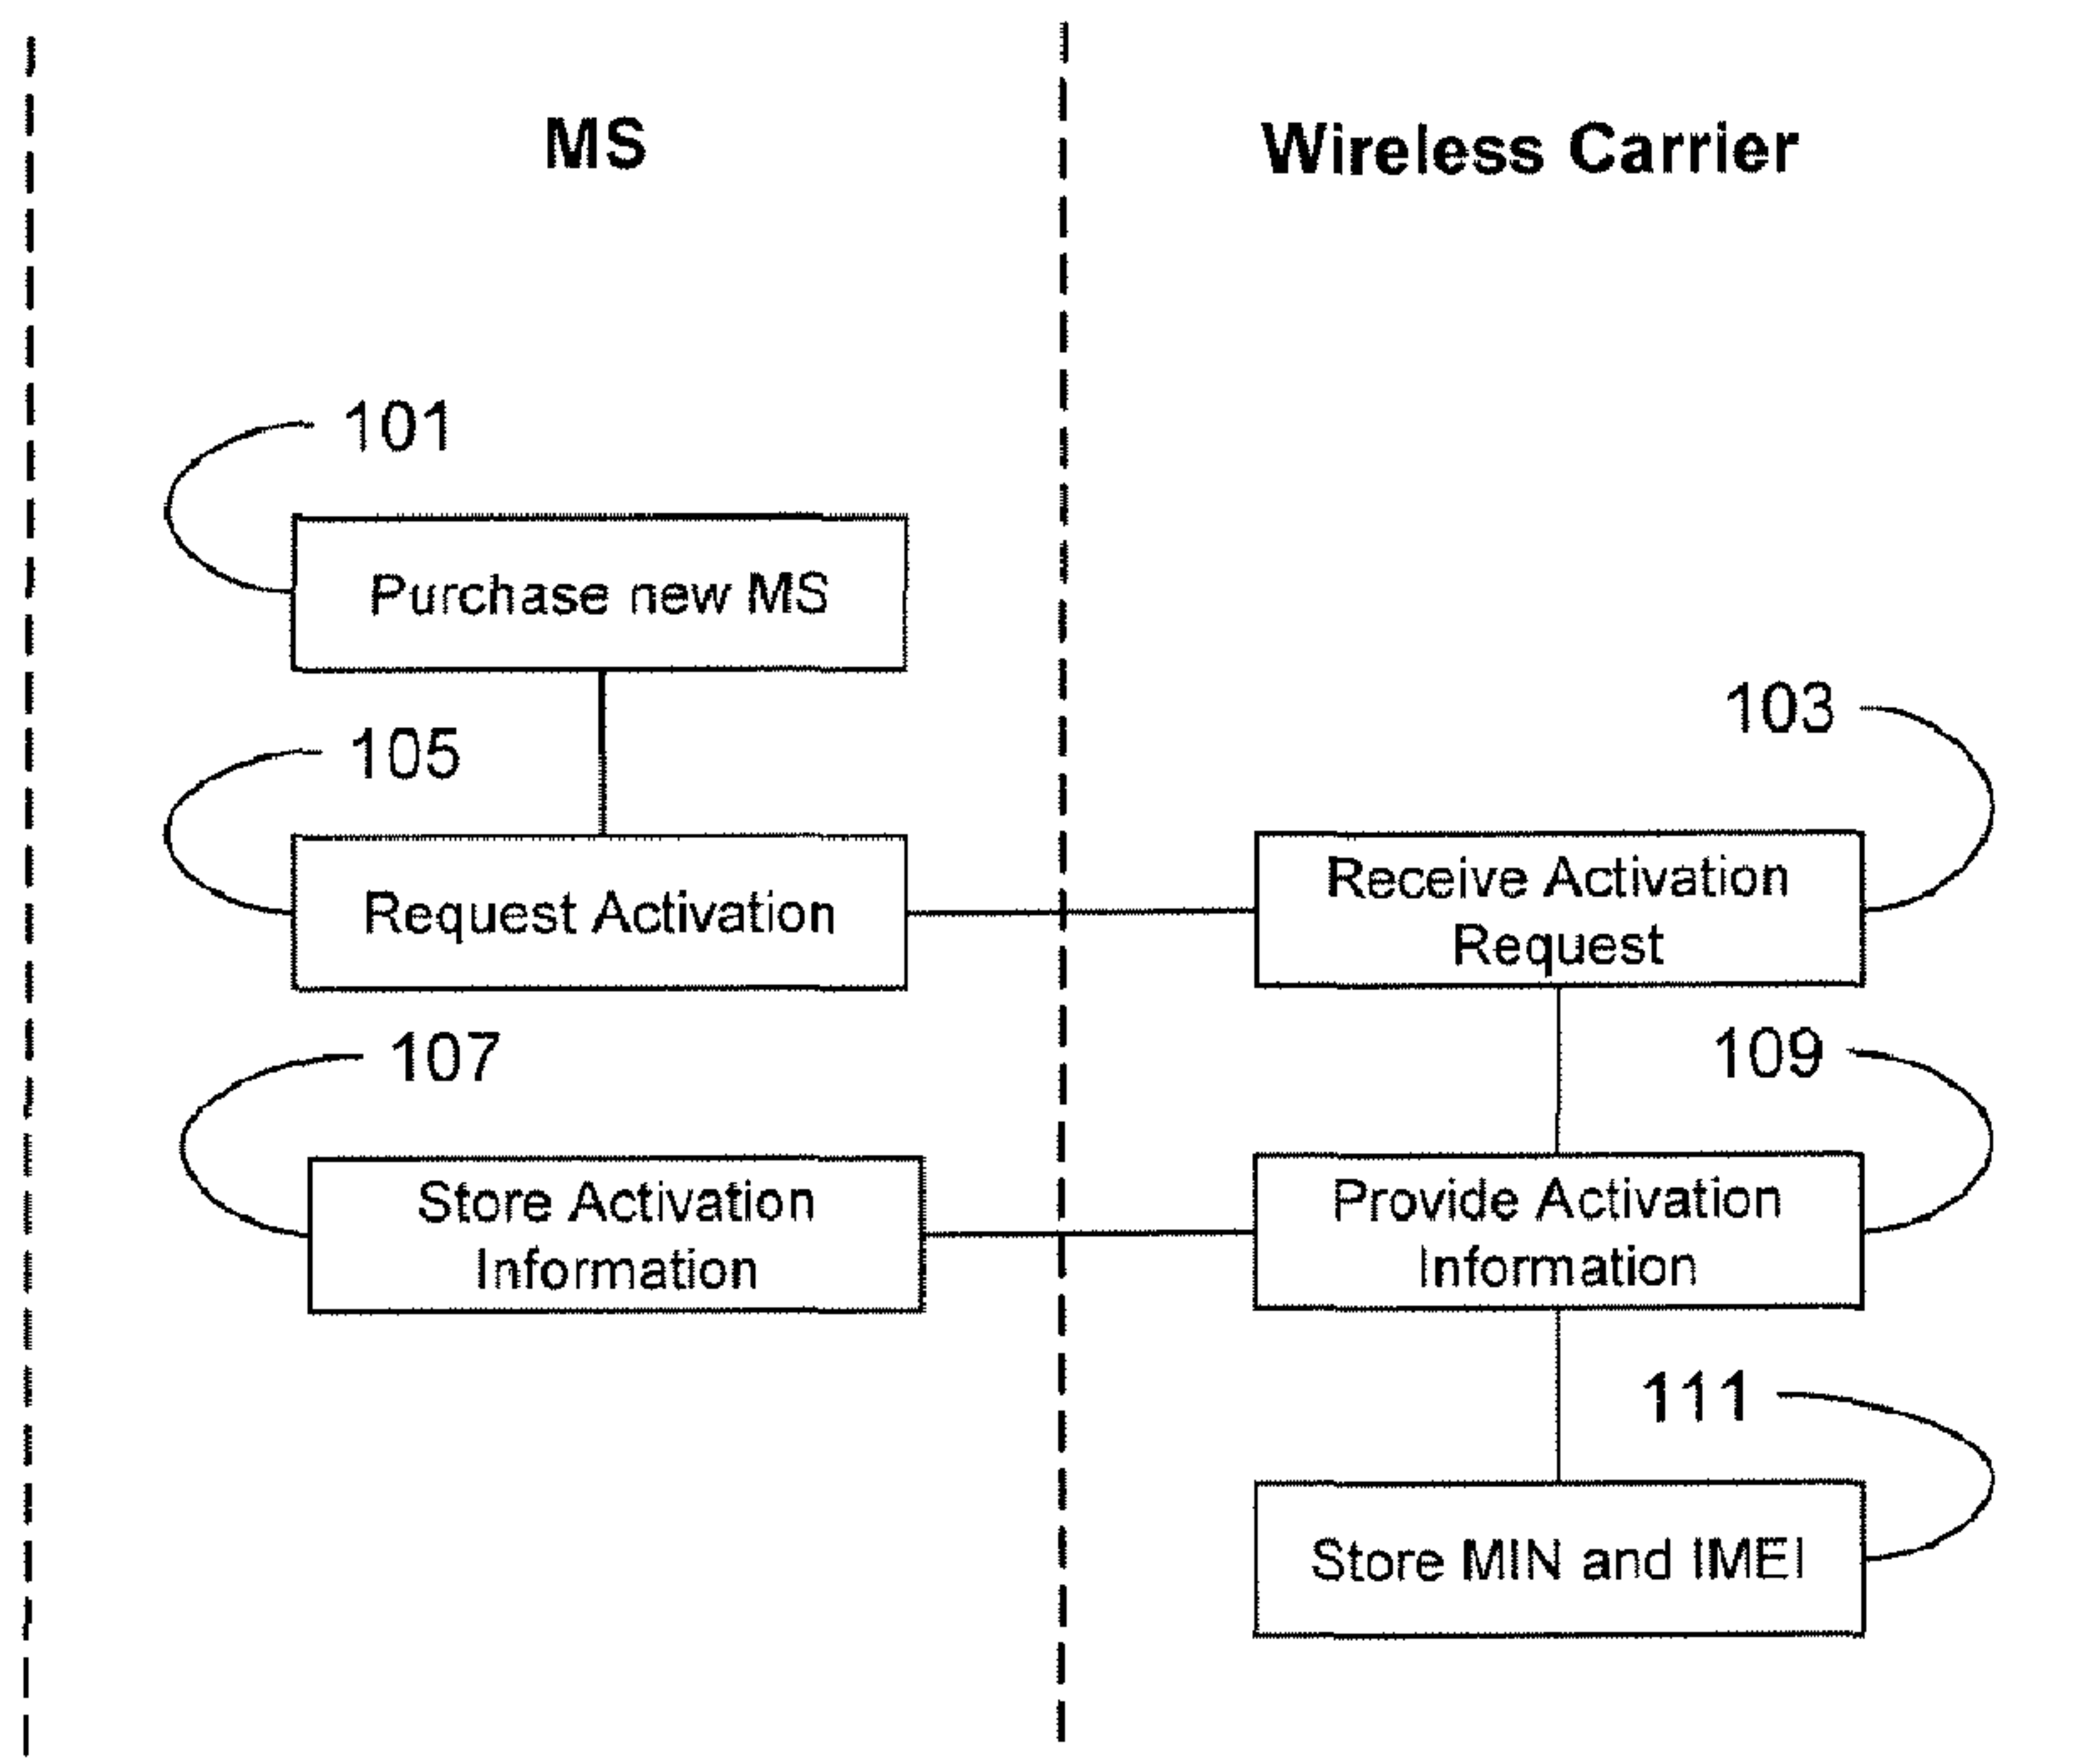 MS
Wireless Carrier
101
Purchase new MS
105
Request Activation
103
Receive Activation
Request
107
Store Activation
Information
109
Provide Activation
Information
111
Store MIN and IMEI